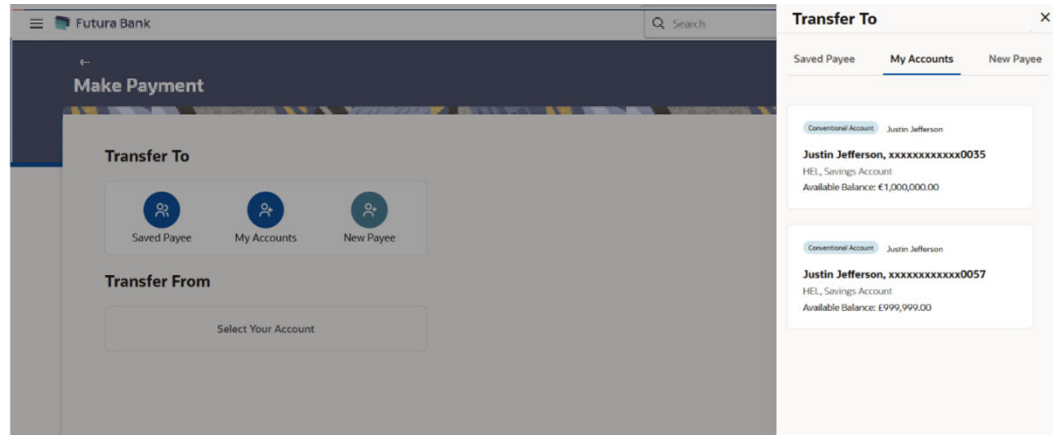 Futura Bank
Search
Make Payment
Transfer To
Saved Payee
My Accounts
New Payee
Transfer From
Select Your Account
Transfer To
Saved Payee
My Accounts
New Payee
Conventional Account
Justin Jefferson
Justin Jefferson, xxxxxxxxxxxx0035
HEL, Savings Account
Available Balance: €1,000,000.00
Conventional Account
Justin Jefferson
Justin Jefferson, xxxxxxxxxxxx0057
HEL, Savings Account
Available Balance: £999,999.00